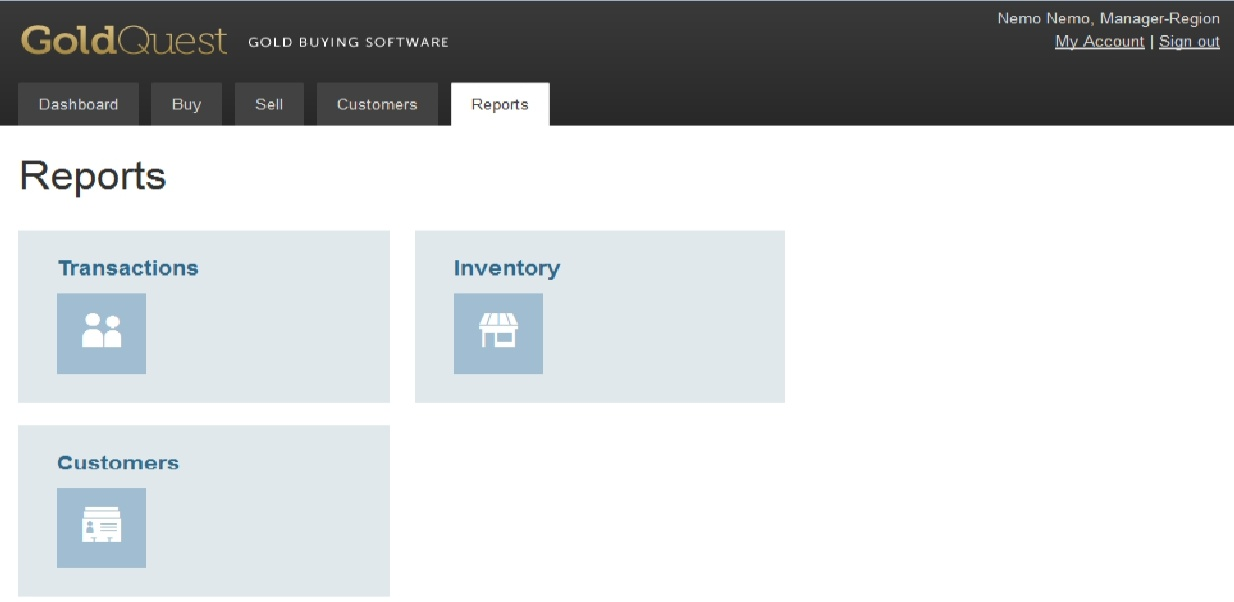 GoldQuest GOLD BUYING SOFTWARE
Nemo Nemo, Manager-Region
My Account | Sign out
Dashboard Buy Sell Customers Reports
Reports
Transactions Inventory
Customers